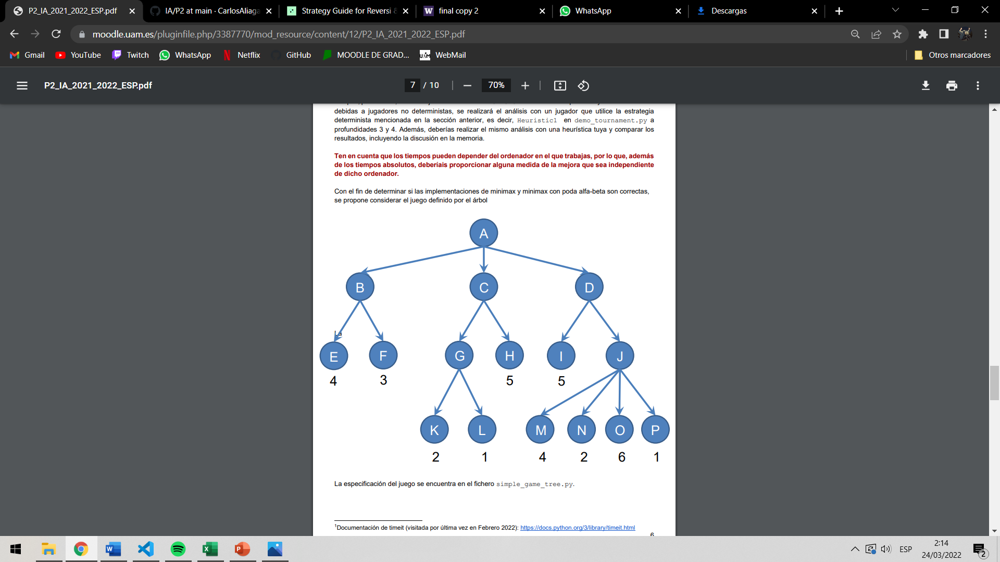 P2_IA_2021_2022_ESP.pdf
IA/P2 at main · CarlosAliaga
Strategy Guide for Reversi &
final copy 2
WhatsApp
Descargas
moodle.uam.es/pluginfile.php/3387770/mod_resource/content/12/P2_IA_2021_2022_ESP.pdf
Gmail
YouTube
Twitch
WhatsApp
Netflix
GitHub
MOODLE DE GRAD...
WebMail
Otros marcadores
P2_IA_2021_2022_ESP.pdf
7 / 10
70%
debidas a jugadores no deterministas, se realizará el análisis con un jugador que utilice la estrategia
determinista mencionada en la sección anterior, es decir, Heuristic1 en demo_tournament.py a
profundidades 3 y 4. Además, deberías realizar el mismo análisis con una heurística tuya y comparar los
resultados, incluyendo la discusión en la memoria.
Ten en cuenta que los tiempos pueden depender del ordenador en el que trabajas, por lo que, además
de los tiempos absolutos, deberíais proporcionar alguna medida de la mejora que sea independiente
de dicho ordenador.
Con el fin de determinar si las implementaciones de minimax y minimax con poda alfa-beta son correctas,
se propone considerar el juego definido por el árbol
A
B C D
La
E F G H I J
4 3 5 5
K L M N O P
2 1 4 2 6 1
La especificación del juego se encuentra en el fichero simple_game_tree.py.
1Documentación de timeit (visitada por última vez en Febrero 2022): https://docs.python.org/3/library/timeit.html
6
ESP
2:14
24/03/2022
2